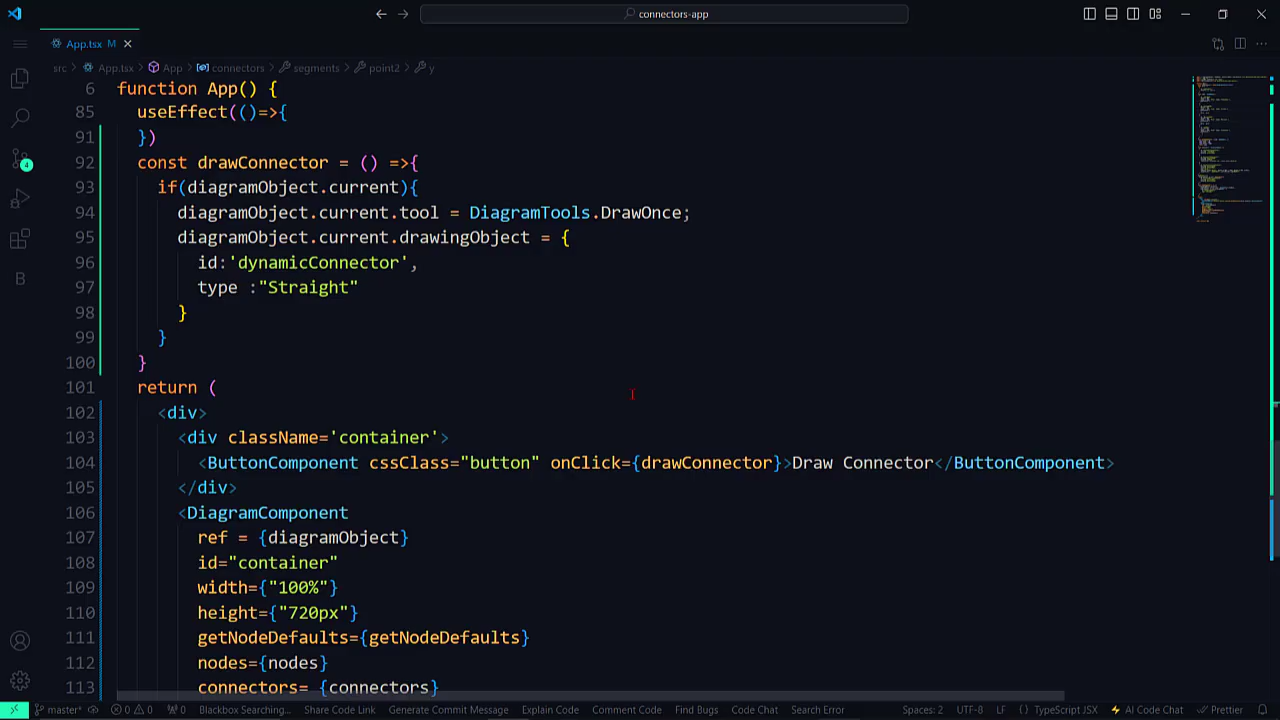 connectors-app
App.tsx M
src > App.tsx > App > connectors > segments > point2 > y
6 function App() {
85 useEffect(()=>{
91 })
92 const drawConnector = () =>{
93 if(diagramObject.current){
94 diagramObject.current.tool = DiagramTools.DrawOnce;
95 diagramObject.current.drawingObject = {
96 id:'dynamicConnector',
97 type :"Straight"
98 }
99 }
100 }
101 return (
102 <div>
103 <div className='container'>
104 <ButtonComponent cssClass="button" onClick={drawConnector}>Draw Connector</ButtonComponent>
105 </div>
106 <DiagramComponent
107 ref = {diagramObject}
108 id="container"
109 width={"100%"}
110 height={"720px"}
111 getNodeDefaults={getNodeDefaults}
112 nodes={nodes}
113 connectors= {connectors}
4
B
master* 0 0 0 Blackbox Searching... Share Code Link Generate Commit Message Explain Code Comment Code Find Bugs Code Chat Search Error Spaces: 2 UTF-8 LF {} TypeScript JSX AI Code Chat Prettier